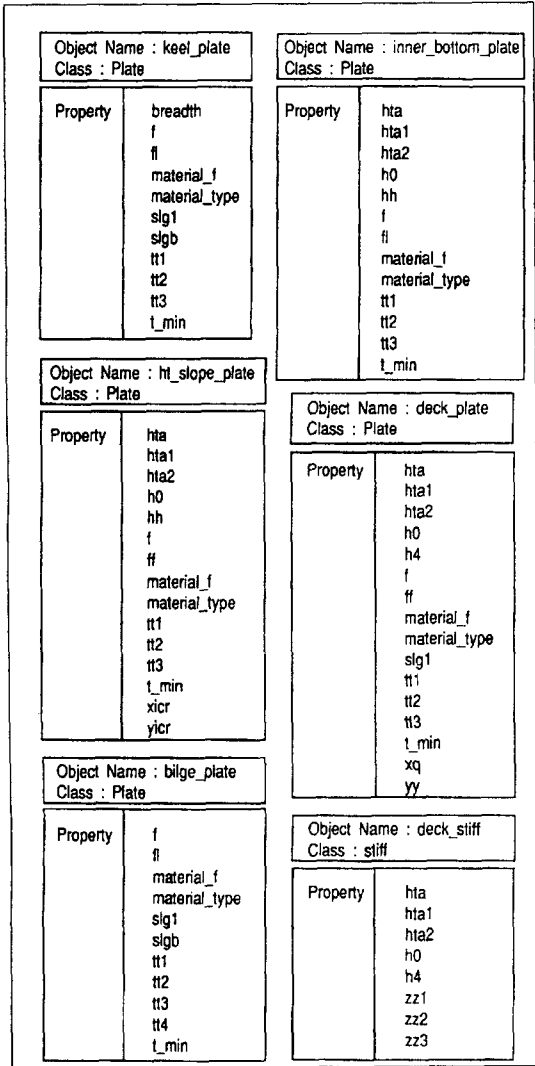 Object Name : keel_plate
Class : Plate
Property
breadth
f
fl
material_f
material_type
slg1
slgb
tt1
tt2
tt3
t_min
Object Name : inner_bottom_plate
Class : Plate
Property
hta
hta1
hta2
h0
hh
f
fl
material_f
material_type
tt1
tt2
tt3
t_min
Object Name : ht_slope_plate
Class : Plate
Property
hta
hta1
hta2
h0
hh
f
ff
material_f
material_type
tt1
tt2
tt3
t_min
xicr
yicr
Object Name : deck_plate
Class : Plate
Property
hta
hta1
hta2
h0
h4
f
ff
material_f
material_type
slg1
tt1
tt2
tt3
t_min
xq
yy
Object Name : bilge_plate
Class : Plate
Property
f
fl
material_f
material_type
slg1
slgb
tt1
tt2
tt3
tt4
t_min
Object Name : deck_stiff
Class : stiff
Property
hta
hta1
hta2
h0
h4
zz1
zz2
zz3